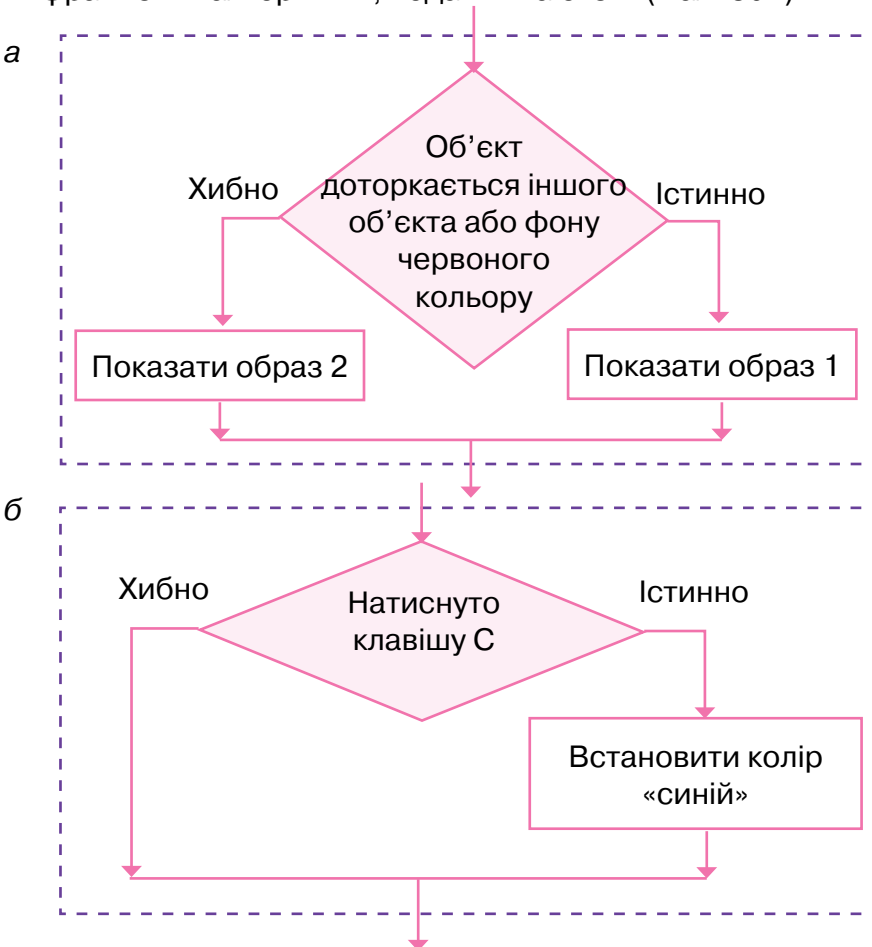 а
Об’єкт
доторкається іншого
об’єкта або фону
червоного
кольору
Хибно
Істинно
Показати образ 2
Показати образ 1
б
Хибно
Істинно
Натиснуто
клавішу С
Встановити колір
«синій»